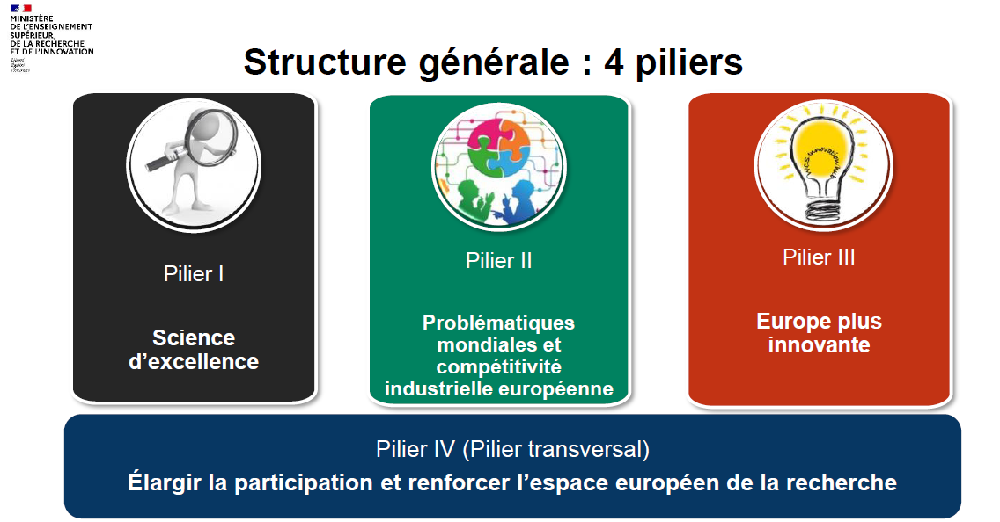 MINISTÈRE
DE L'ENSEIGNEMENT
SUPÉRIEUR,
DE LA RECHERCHE
ET DE L'INNOVATION
Liberté
Égalité
Fraternité
Structure générale : 4 piliers
Pilier I
Science
d’excellence
Pilier II
Problématiques
mondiales et
compétitivité
industrielle européenne
Pilier III
Europe plus
innovante
Pilier IV (Pilier transversal)
Élargir la participation et renforcer l’espace européen de la recherche